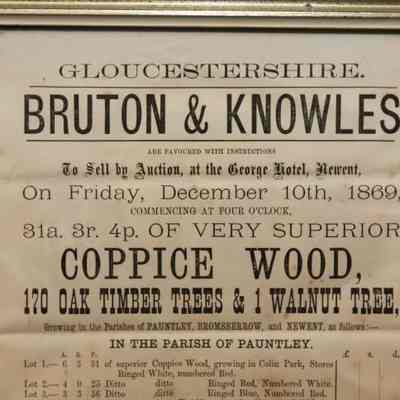 GLOUCESTERSHIRE.
BRUTON & KNOWLES
ARE FAVOURED WITH INSTRUCTIONS
To Sell by Auction, at the George Hotel, Newent,
On Friday, December 10th, 1869,
COMMENCING AT FOUR O'CLOCK,
31a. 3r. 4p. OF VERY SUPERIOR
COPPICE WOOD,
170 OAK TIMBER TREES & 1 WALNUT TREE,
Growing in the Parishes of PAUNTLEY, BROMSBERROW, and NEWENT, as follows:—
IN THE PARISH OF PAUNTLEY.
A. R. P. £ s. d.
Lot 1.— 6 2 31 of superior Coppice Wood, growing in Colin Park, Stores
Ringed White, numbered Red.
Lot 2.— 4 0 25 Ditto ditto Ringed Red, Numbered White.
Lot 3.— 3 3 36 Ditto ditto Ringed Blue, Numbered Red.